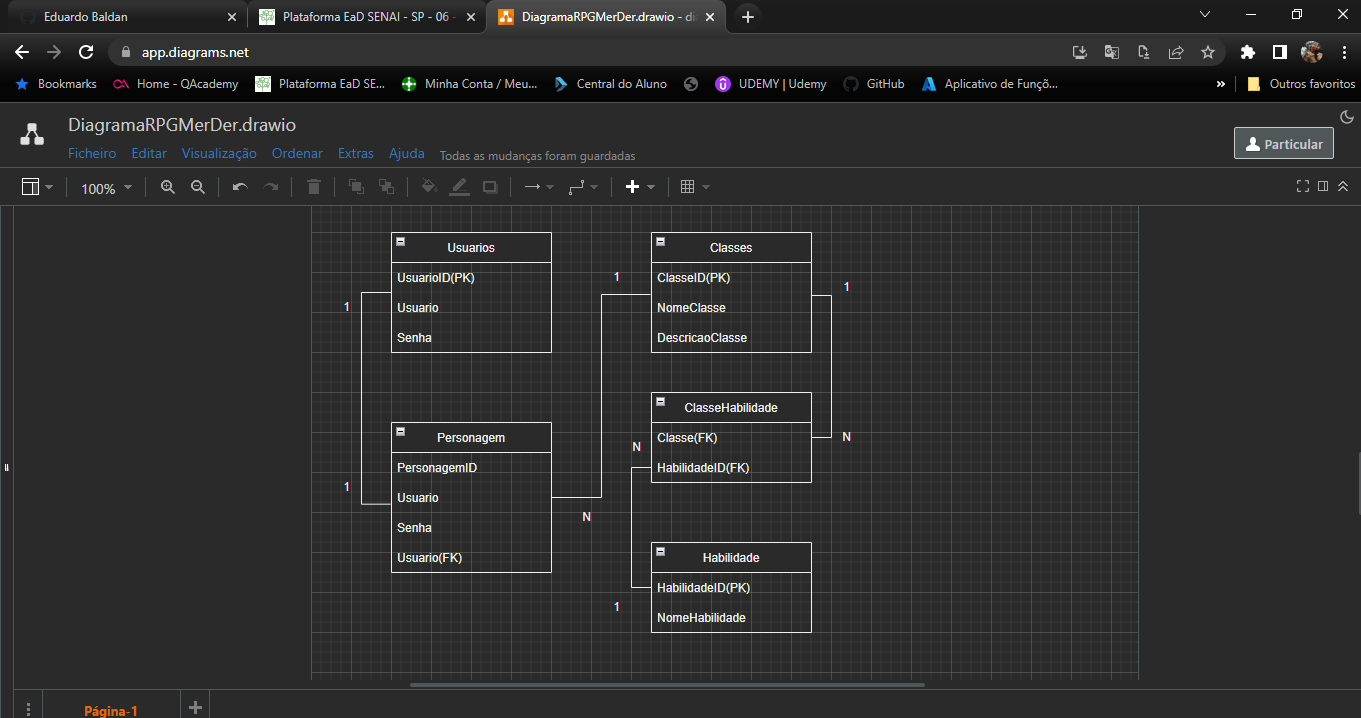 Eduardo Baldan
Plataforma EaD SENAI - SP - 06 -
DiagramaRPGMerDer.drawio - di
app.diagrams.net
Bookmarks
Home - QAcademy
Plataforma EaD SE...
Minha Conta / Meu...
Central do Aluno
UDEMY | Udemy
GitHub
Aplicativo de Funçõ...
»
Outros favoritos
DiagramaRPGMerDer.drawio
Ficheiro Editar Visualização Ordenar Extras Ajuda Todas as mudanças foram guardadas
Particular
100%
Usuarios
UsuarioID(PK)
Usuario
Senha
1
1
Personagem
PersonagemID
Usuario
Senha
Usuario(FK)
N
1
Classes
ClasseID(PK)
NomeClasse
DescricaoClasse
1
N
ClasseHabilidade
Classe(FK)
HabilidadeID(FK)
N
1
Habilidade
HabilidadeID(PK)
NomeHabilidade
Página-1